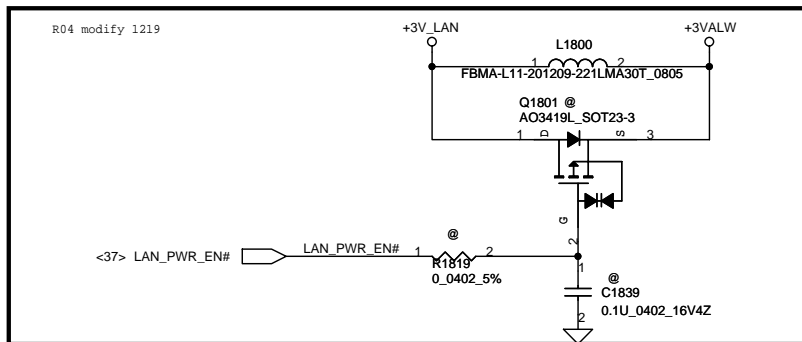 R04 modify 1219
+3V_LAN
+3VALW
L1800
1
2
FBMA-L11-201209-221LMA30T_0805
Q1801 @
AO3419L_SOT23-3
1
D
S
3
G
2
<37> LAN_PWR_EN#
LAN_PWR_EN#
1
@
2
R1819
0_0402_5%
1
@
C1839
0.1U_0402_16V4Z
2